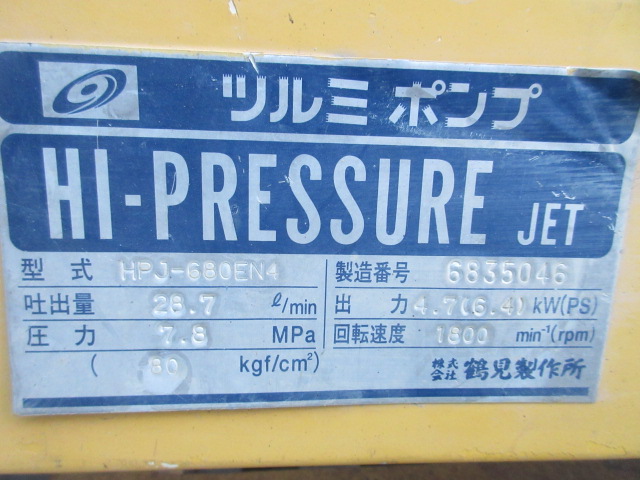 ツルミポンプ
HI-PRESSURE JET
型式 HPJ-680EN4 製造番号 6835046
吐出量 28.7 ℓ/min 出力 4.7(6.4) kW(PS)
圧力 7.8 MPa 回転速度 1800 min⁻¹(rpm)
( 80 kgf/cm²) 株式会社 鶴見製作所